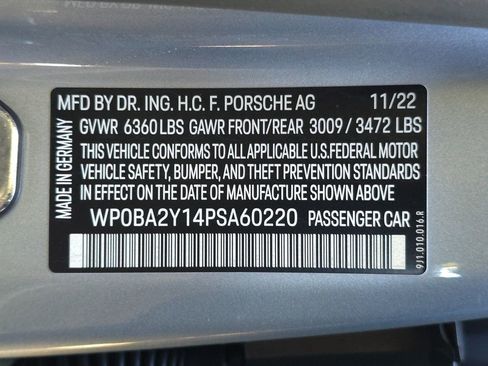 MFD BY DR. ING. H.C. F. PORSCHE AG 11/22
GVWR 6360 LBS GAWR FRONT/REAR 3009 / 3472 LBS
THIS VEHICLE CONFORMS TO ALL APPLICABLE U.S.FEDERAL MOTOR
VEHICLE SAFETY, BUMPER, AND THEFT PREVENTION STANDARDS
IN EFFECT ON THE DATE OF MANUFACTURE SHOWN ABOVE.
WP0BA2Y14PSA60220 PASSENGER CAR
MADE IN GERMANY
9J1.010.016.R